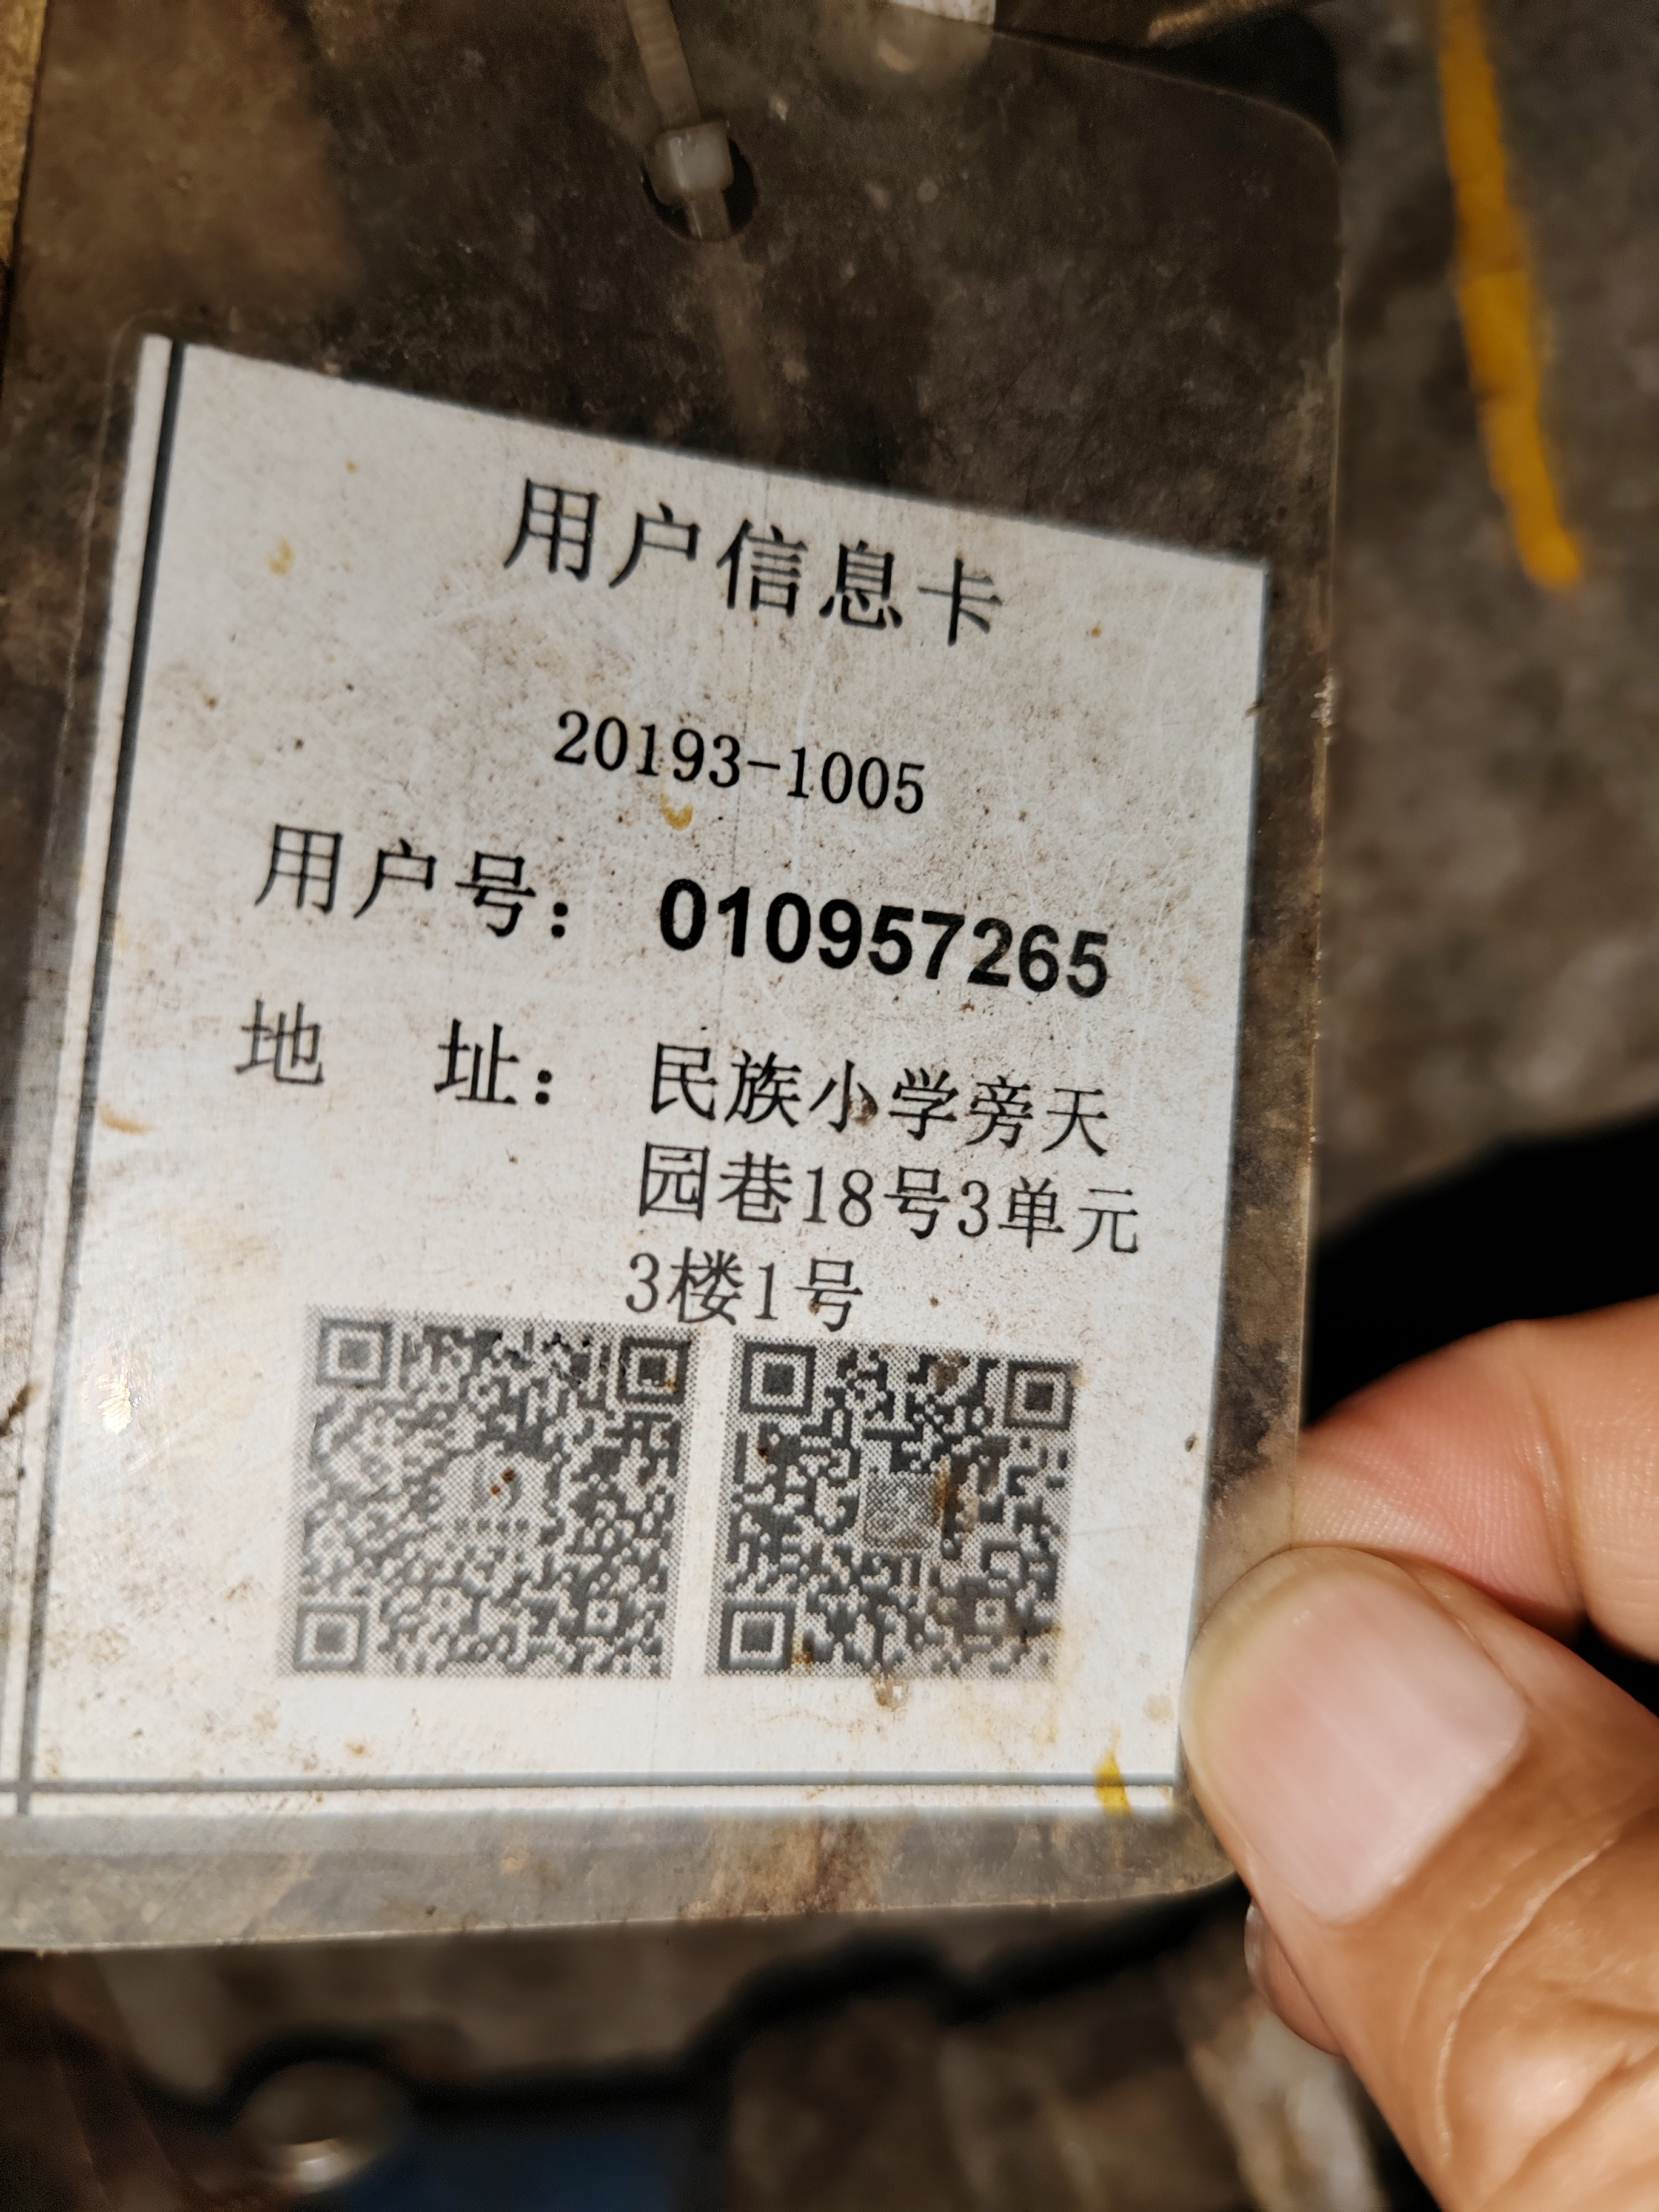 用户信息卡
20193-1005
用户号： 010957265
地 址： 民族小学旁天
园巷18号3单元
3楼1号